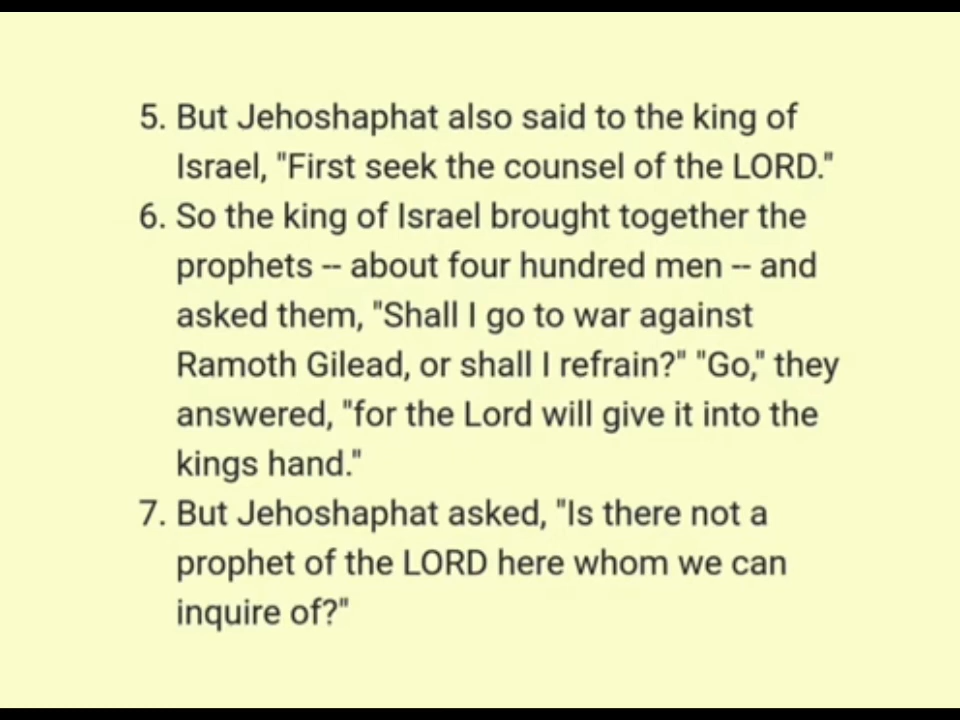 5. But Jehoshaphat also said to the king of
Israel, "First seek the counsel of the LORD."
6. So the king of Israel brought together the
prophets -- about four hundred men -- and
asked them, "Shall I go to war against
Ramoth Gilead, or shall I refrain?" "Go," they
answered, "for the Lord will give it into the
kings hand."
7. But Jehoshaphat asked, "Is there not a
prophet of the LORD here whom we can
inquire of?"